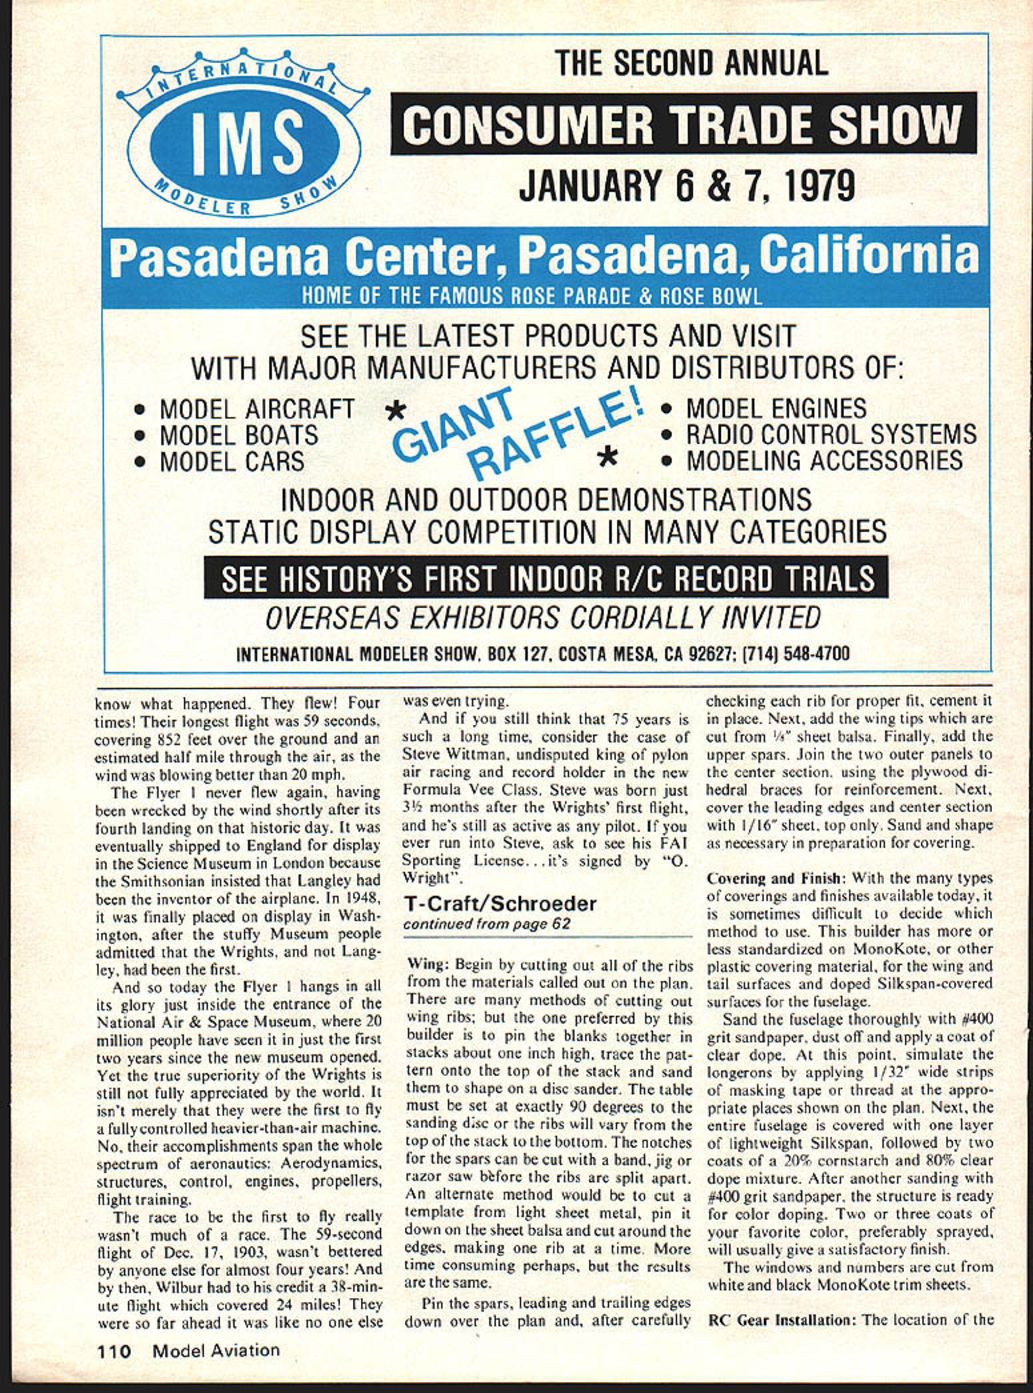 INTERNATIONAL
IMS
MODELER SHOW
THE SECOND ANNUAL
CONSUMER TRADE SHOW
JANUARY 6 & 7, 1979
Pasadena Center, Pasadena, California
HOME OF THE FAMOUS ROSE PARADE & ROSE BOWL
SEE THE LATEST PRODUCTS AND VISIT
WITH MAJOR MANUFACTURERS AND DISTRIBUTORS OF:
• MODEL AIRCRAFT
• MODEL BOATS
• MODEL CARS
* GIANT
RAFFLE! *
• MODEL ENGINES
• RADIO CONTROL SYSTEMS
• MODELING ACCESSORIES
INDOOR AND OUTDOOR DEMONSTRATIONS
STATIC DISPLAY COMPETITION IN MANY CATEGORIES
SEE HISTORY'S FIRST INDOOR R/C RECORD TRIALS
OVERSEAS EXHIBITORS CORDIALLY INVITED
INTERNATIONAL MODELER SHOW, BOX 127, COSTA MESA, CA 92627; (714) 548-4700
know what happened. They flew! Four
times! Their longest flight was 59 seconds,
covering 852 feet over the ground and an
estimated half mile through the air, as the
wind was blowing better than 20 mph.
The Flyer I never flew again, having
been wrecked by the wind shortly after its
fourth landing on that historic day. It was
eventually shipped to England for display
in the Science Museum in London because
the Smithsonian insisted that Langley had
been the inventor of the airplane. In 1948,
it was finally placed on display in Wash-
ington, after the stuffy Museum people
admitted that the Wrights, and not Lang-
ley, had been the first.
And so today the Flyer I hangs in all
its glory just inside the entrance of the
National Air & Space Museum, where 20
million people have seen it in just the first
two years since the new museum opened.
Yet the true superiority of the Wrights is
still not fully appreciated by the world. It
isn't merely that they were the first to fly
a fully controlled heavier-than-air machine.
No, their accomplishments span the whole
spectrum of aeronautics: Aerodynamics,
structures, control, engines, propellers,
flight training.
The race to be the first to fly really
wasn't much of a race. The 59-second
flight of Dec. 17, 1903, wasn't bettered
by anyone else for almost four years! And
by then, Wilbur had to his credit a 38-min-
ute flight which covered 24 miles! They
were so far ahead it was like no one else
was even trying.
And if you still think that 75 years is
such a long time, consider the case of
Steve Wittman, undisputed king of pylon
air racing and record holder in the new
Formula Vee Class. Steve was born just
3½ months after the Wrights' first flight,
and he's still as active as any pilot. If you
ever run into Steve, ask to see his FAI
Sporting License...it's signed by "O.
Wright".
T-Craft/Schroeder
continued from page 62
Wing: Begin by cutting out all of the ribs
from the materials called out on the plan.
There are many methods of cutting out
wing ribs; but the one preferred by this
builder is to pin the blanks together in
stacks about one inch high, trace the pat-
tern onto the top of the stack and sand
them to shape on a disc sander. The table
must be set at exactly 90 degrees to the
sanding disc or the ribs will vary from the
top of the stack to the bottom. The notches
for the spars can be cut with a band, jig or
razor saw before the ribs are split apart.
An alternate method would be to cut a
template from light sheet metal, pin it
down on the sheet balsa and cut around the
edges, making one rib at a time. More
time consuming perhaps, but the results
are the same.
Pin the spars, leading and trailing edges
down over the plan and, after carefully
checking each rib for proper fit, cement it
in place. Next, add the wing tips which are
cut from ⅛" sheet balsa. Finally, add the
upper spars. Join the two outer panels to
the center section, using the plywood di-
hedral braces for reinforcement. Next,
cover the leading edges and center section
with 1/16" sheet, top only. Sand and shape
as necessary in preparation for covering.
Covering and Finish: With the many types
of coverings and finishes available today, it
is sometimes difficult to decide which
method to use. This builder has more or
less standardized on MonoKote, or other
plastic covering material, for the wing and
tail surfaces and doped Silkspan-covered
surfaces for the fuselage.
Sand the fuselage thoroughly with #400
grit sandpaper, dust off and apply a coat of
clear dope. At this point, simulate the
longerons by applying 1/32" wide strips
of masking tape or thread at the appro-
priate places shown on the plan. Next, the
entire fuselage is covered with one layer
of lightweight Silkspan, followed by two
coats of a 20% cornstarch and 80% clear
dope mixture. After another sanding with
#400 grit sandpaper, the structure is ready
for color doping. Two or three coats of
your favorite color, preferably sprayed,
will usually give a satisfactory finish.
The windows and numbers are cut from
white and black MonoKote trim sheets.
RC Gear Installation: The location of the
110 Model Aviation